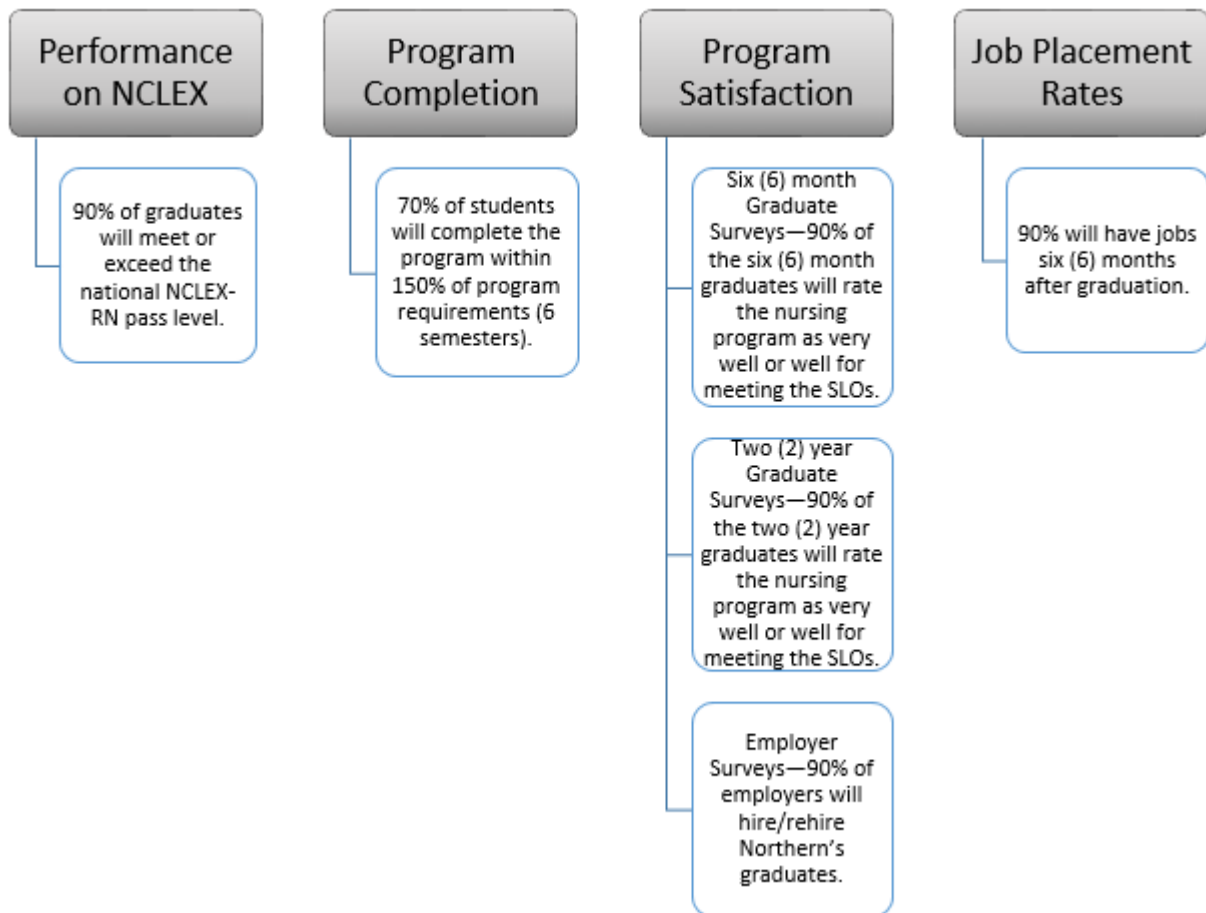 Performance
on NCLEX
90% of graduates
will meet or
exceed the
national NCLEX-
RN pass level.
Program
Completion
70% of students
will complete the
program within
150% of program
requirements (6
semesters).
Program
Satisfaction
Six (6) month
Graduate
Surveys—90% of
the six (6) month
graduates will rate
the nursing
program as very
well or well for
meeting the SLOs.
Two (2) year
Graduate
Surveys—90% of
the two (2) year
graduates will rate
the nursing
program as very
well or well for
meeting the SLOs.
Employer
Surveys—90% of
employers will
hire/rehire
Northern’s
graduates.
Job Placement
Rates
90% will have jobs
six (6) months
after graduation.